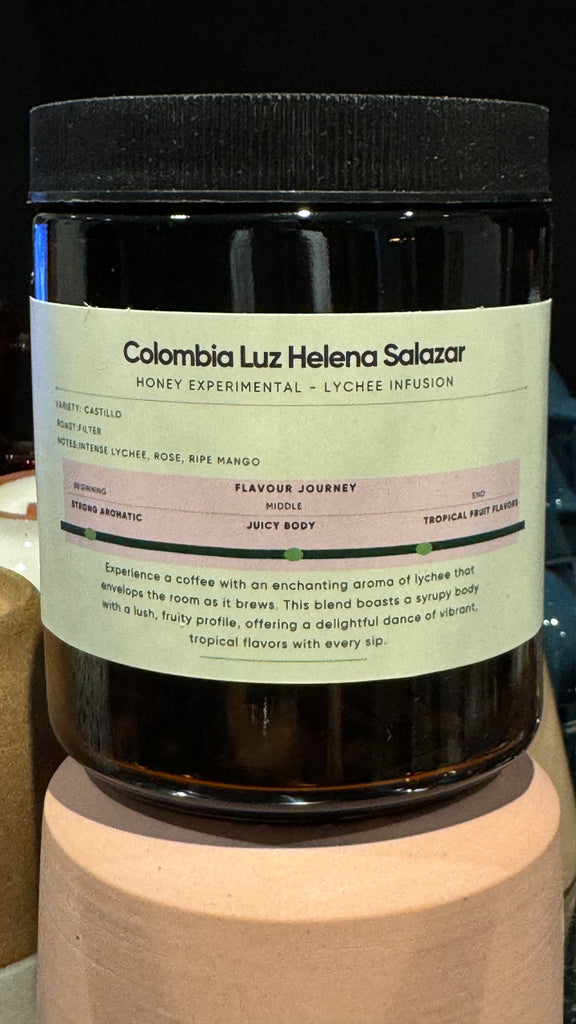 Colombia Luz Helena Salazar
HONEY EXPERIMENTAL - LYCHEE INFUSION
VARIETY: CASTILLO
ROAST:FILTER
NOTES:INTENSE LYCHEE, ROSE, RIPE MANGO
FLAVOUR JOURNEY
BEGINNING MIDDLE END
STRONG AROMATIC JUICY BODY TROPICAL FRUIT FLAVORS
Experience a coffee with an enchanting aroma of lychee that
envelops the room as it brews. This blend boasts a syrupy body
with a lush, fruity profile, offering a delightful dance of vibrant,
tropical flavors with every sip.